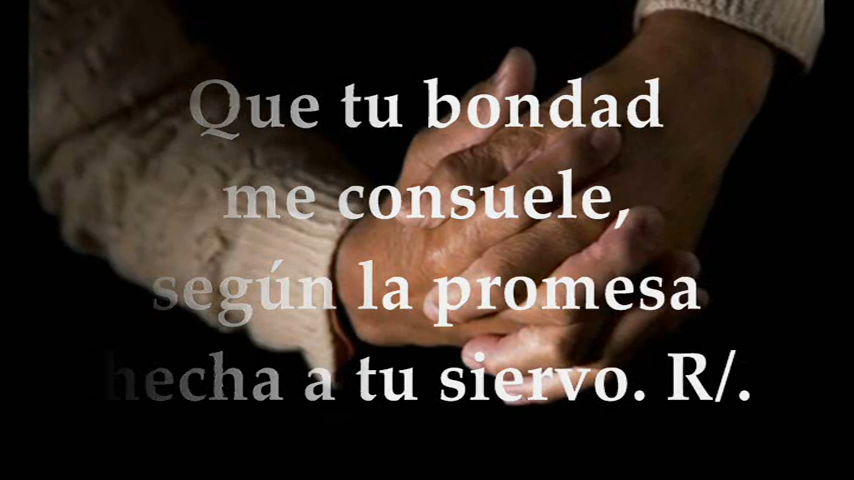 Que tu bondad
me consuele,
según la promesa
hecha a tu siervo. R/.